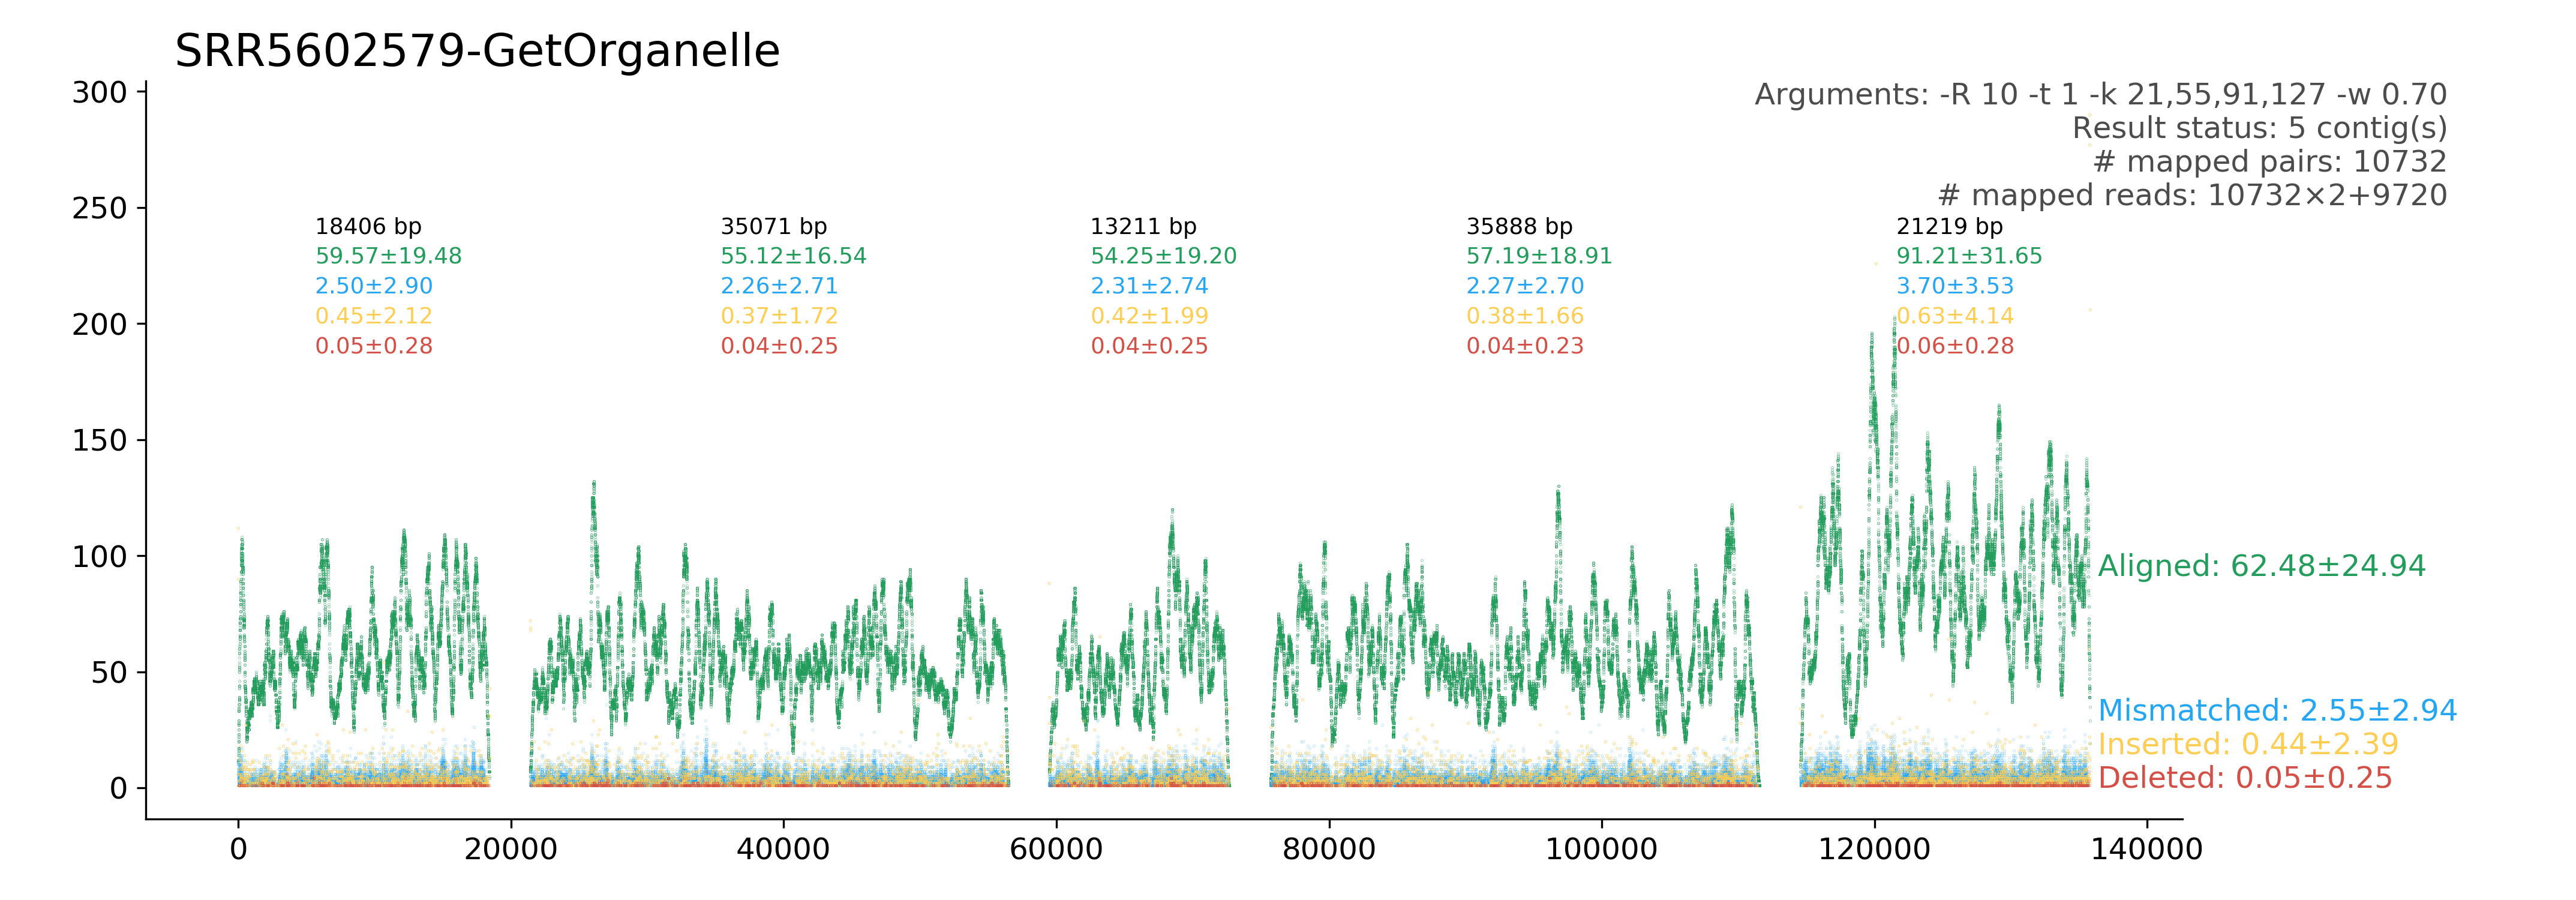 SRR5602579-GetOrganelle
Arguments: -R 10 -t 1 -k 21,55,91,127 -w 0.70
Result status: 5 contig(s)
# mapped pairs: 10732
# mapped reads: 10732×2+9720
300
250
200
150
100
50
0
18406 bp
59.57±19.48
2.50±2.90
0.45±2.12
0.05±0.28
35071 bp
55.12±16.54
2.26±2.71
0.37±1.72
0.04±0.25
13211 bp
54.25±19.20
2.31±2.74
0.42±1.99
0.04±0.25
35888 bp
57.19±18.91
2.27±2.70
0.38±1.66
0.04±0.23
21219 bp
91.21±31.65
3.70±3.53
0.63±4.14
0.06±0.28
Aligned: 62.48±24.94
Mismatched: 2.55±2.94
Inserted: 0.44±2.39
Deleted: 0.05±0.25
0 20000 40000 60000 80000 100000 120000 140000